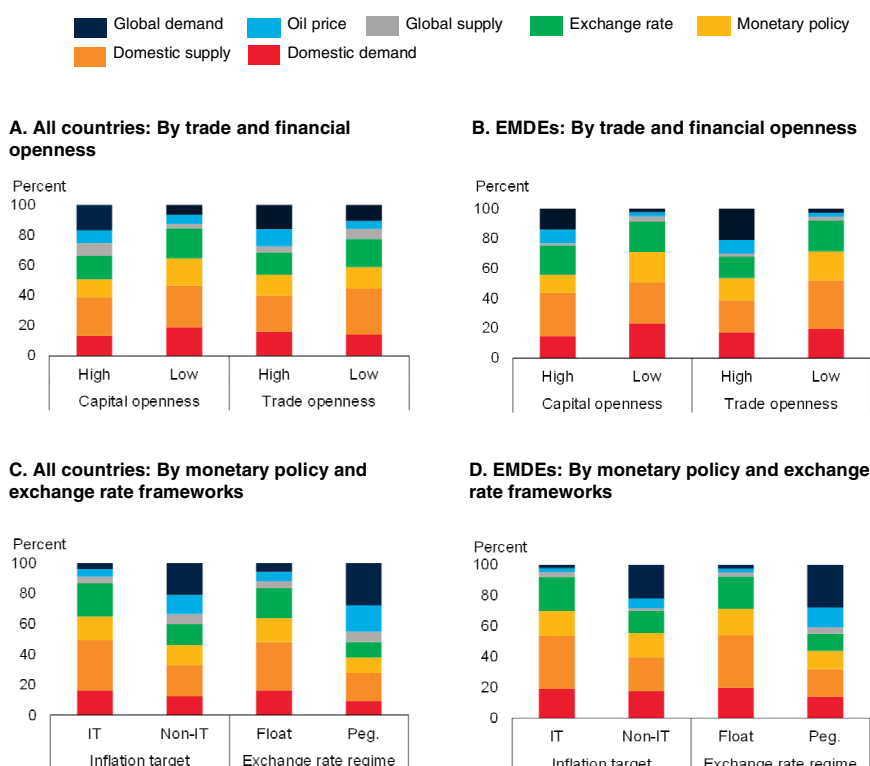 Global demand Oil price Global supply Exchange rate Monetary policy
Domestic supply Domestic demand
A. All countries: By trade and financial
openness
Percent
100
80
60
40
20
0
High Low High Low
Capital openness Trade openness
B. EMDEs: By trade and financial openness
Percent
100
80
60
40
20
0
High Low High Low
Capital openness Trade openness
C. All countries: By monetary policy and
exchange rate frameworks
Percent
100
80
60
40
20
0
IT Non-IT Float Peg.
Inflation target Exchange rate regime
D. EMDEs: By monetary policy and exchange
rate frameworks
Percent
100
80
60
40
20
0
IT Non-IT Float Peg.
Inflation target Exchange rate regime